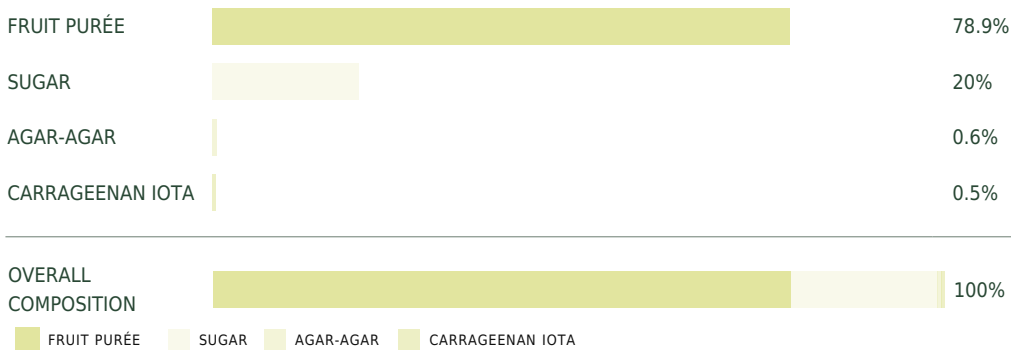 FRUIT PURÉE 78.9%
SUGAR 20%
AGAR-AGAR 0.6%
CARRAGEENAN IOTA 0.5%
OVERALL
COMPOSITION 100%
FRUIT PURÉE SUGAR AGAR-AGAR CARRAGEENAN IOTA